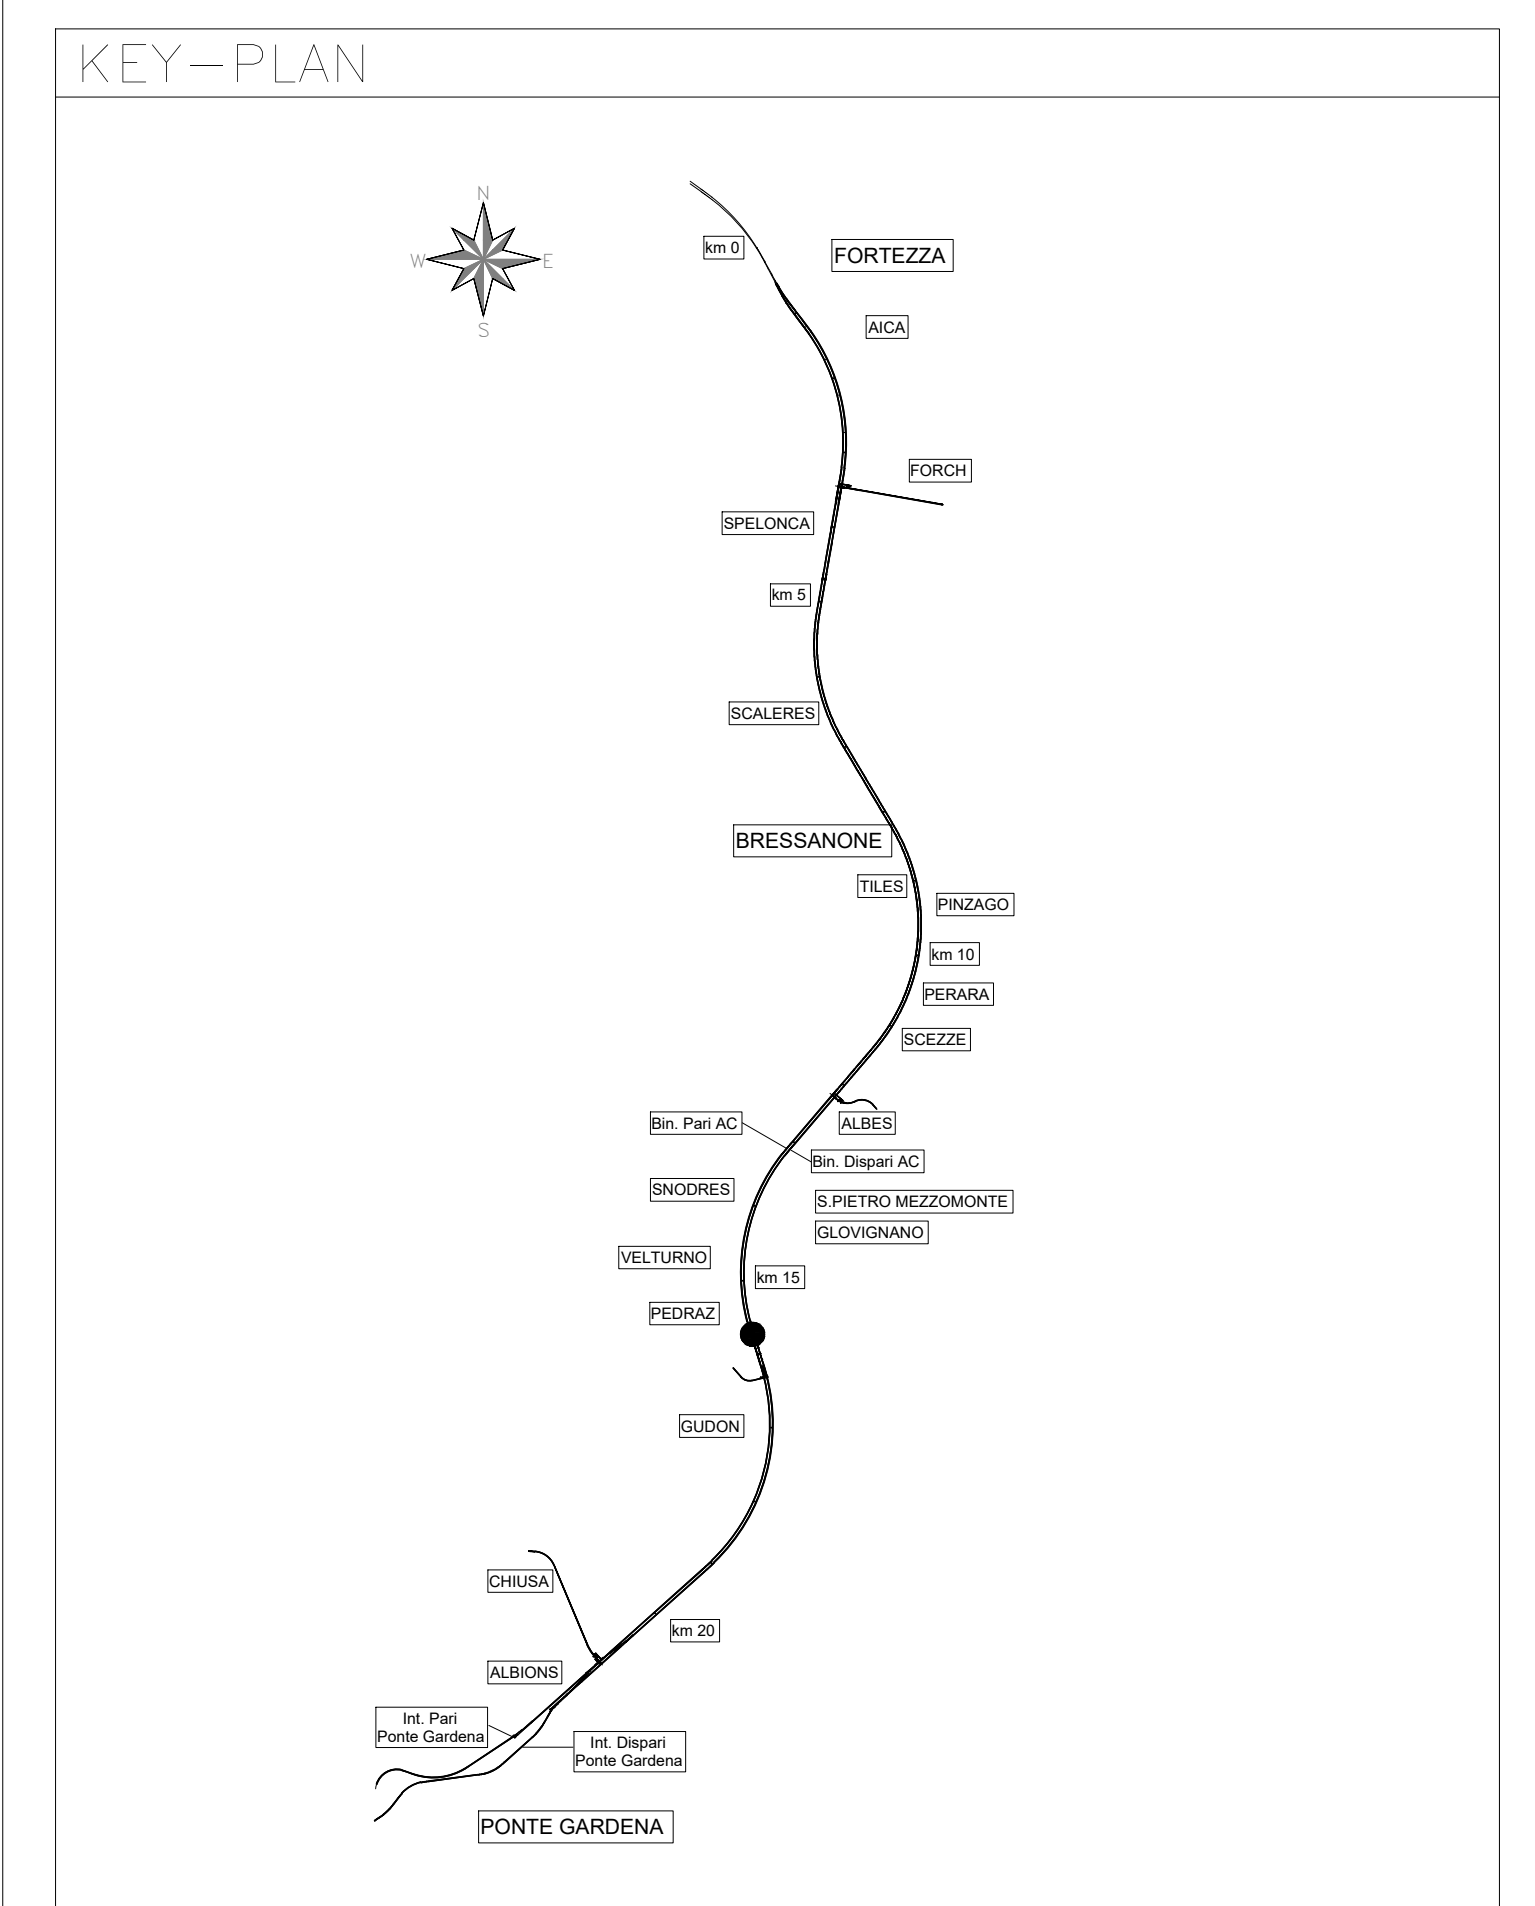 KEY-PLAN
N
W
E
S
km 0
FORTEZZA
AICA
FORCH
SPELONCA
km 5
SCALERES
BRESSANONE
TILES
PINZAGO
km 10
PERARA
SCEZZE
Bin. Pari AC
ALBES
Bin. Dispari AC
SNODRES
S.PIETRO MEZZOMONTE
GLOVIGNANO
VELTURNO
km 15
PEDRAZ
GUDON
CHIUSA
km 20
ALBIONS
Int. Pari
Ponte Gardena
Int. Dispari
Ponte Gardena
PONTE GARDENA